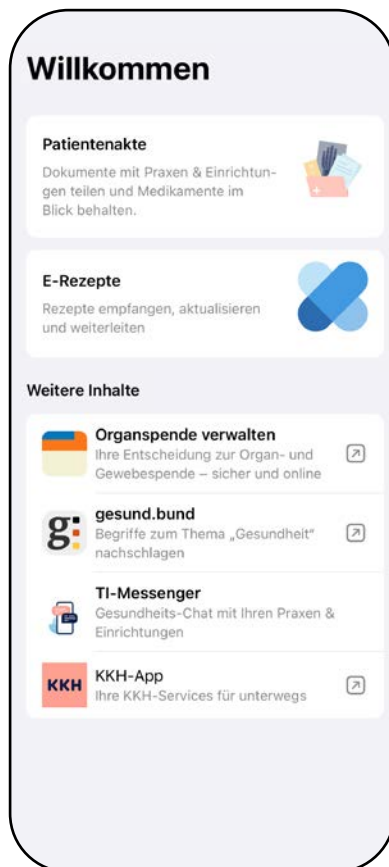 Willkommen
Patientenakte
Dokumente mit Praxen & Einrichtun-
gen teilen und Medikamente im
Blick behalten.
E-Rezepte
Rezepte empfangen, aktualisieren
und weiterleiten
Weitere Inhalte
Organspende verwalten
Ihre Entscheidung zur Organ- und
Gewebespende – sicher und online
g:
gesund.bund
Begriffe zum Thema „Gesundheit“
nachschlagen
TI-Messenger
Gesundheits-Chat mit Ihren Praxen &
Einrichtungen
KKH
KKH-App
Ihre KKH-Services für unterwegs